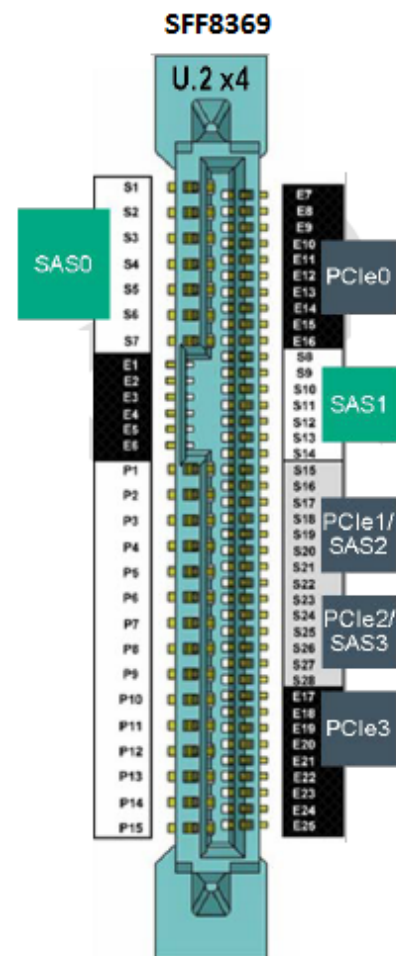 SFF8369
U.2 x4
S1
S2
S3
S4
S5
S6
S7
SAS0
E1
E2
E3
E4
E5
E6
P1
P2
P3
P4
P5
P6
P7
P8
P9
P10
P11
P12
P13
P14
P15
E7
E8
E9
E10
E11
E12
E13
E14
E15
E16
PCIe0
S8
S9
S10
S11
S12
S13
S14
SAS1
S15
S16
S17
S18
S19
S20
S21
S22
S23
S24
S25
S26
S27
S28
PCIe1/
SAS2
PCIe2/
SAS3
E17
E18
E19
E20
E21
E22
E23
E24
E25
PCIe3